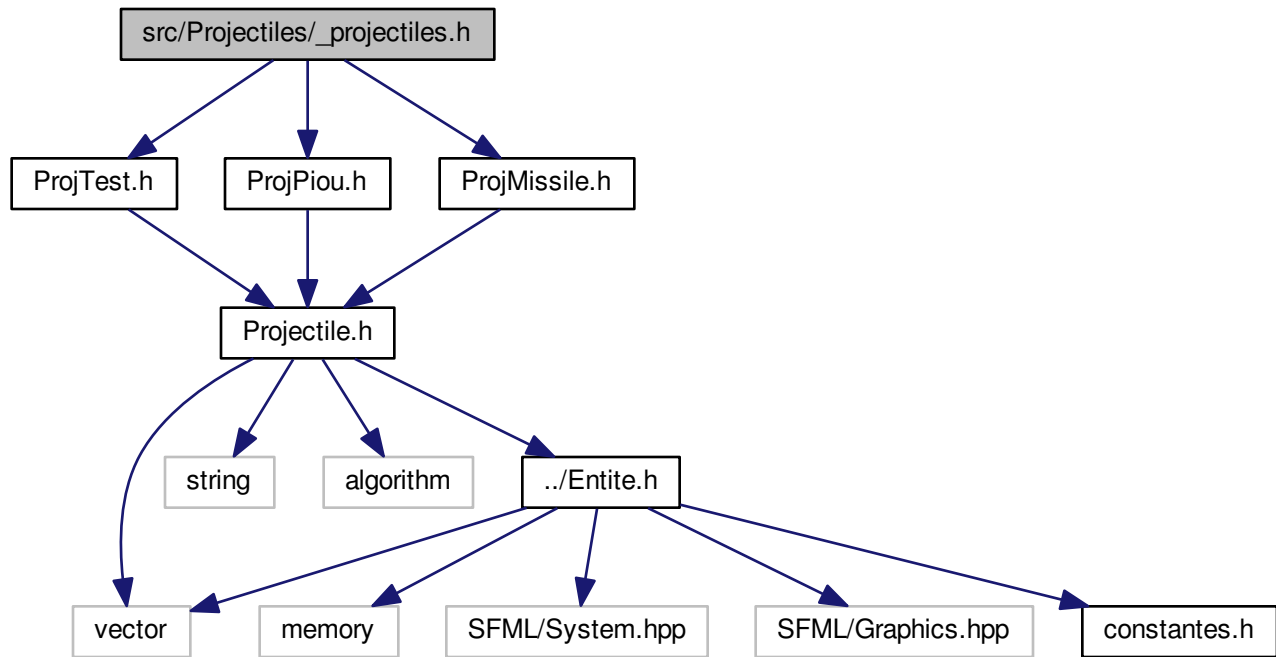 src/Projectiles/_projectiles.h
ProjTest.h
ProjPiou.h
ProjMissile.h
Projectile.h
string
algorithm
../Entite.h
vector
memory
SFML/System.hpp
SFML/Graphics.hpp
constantes.h